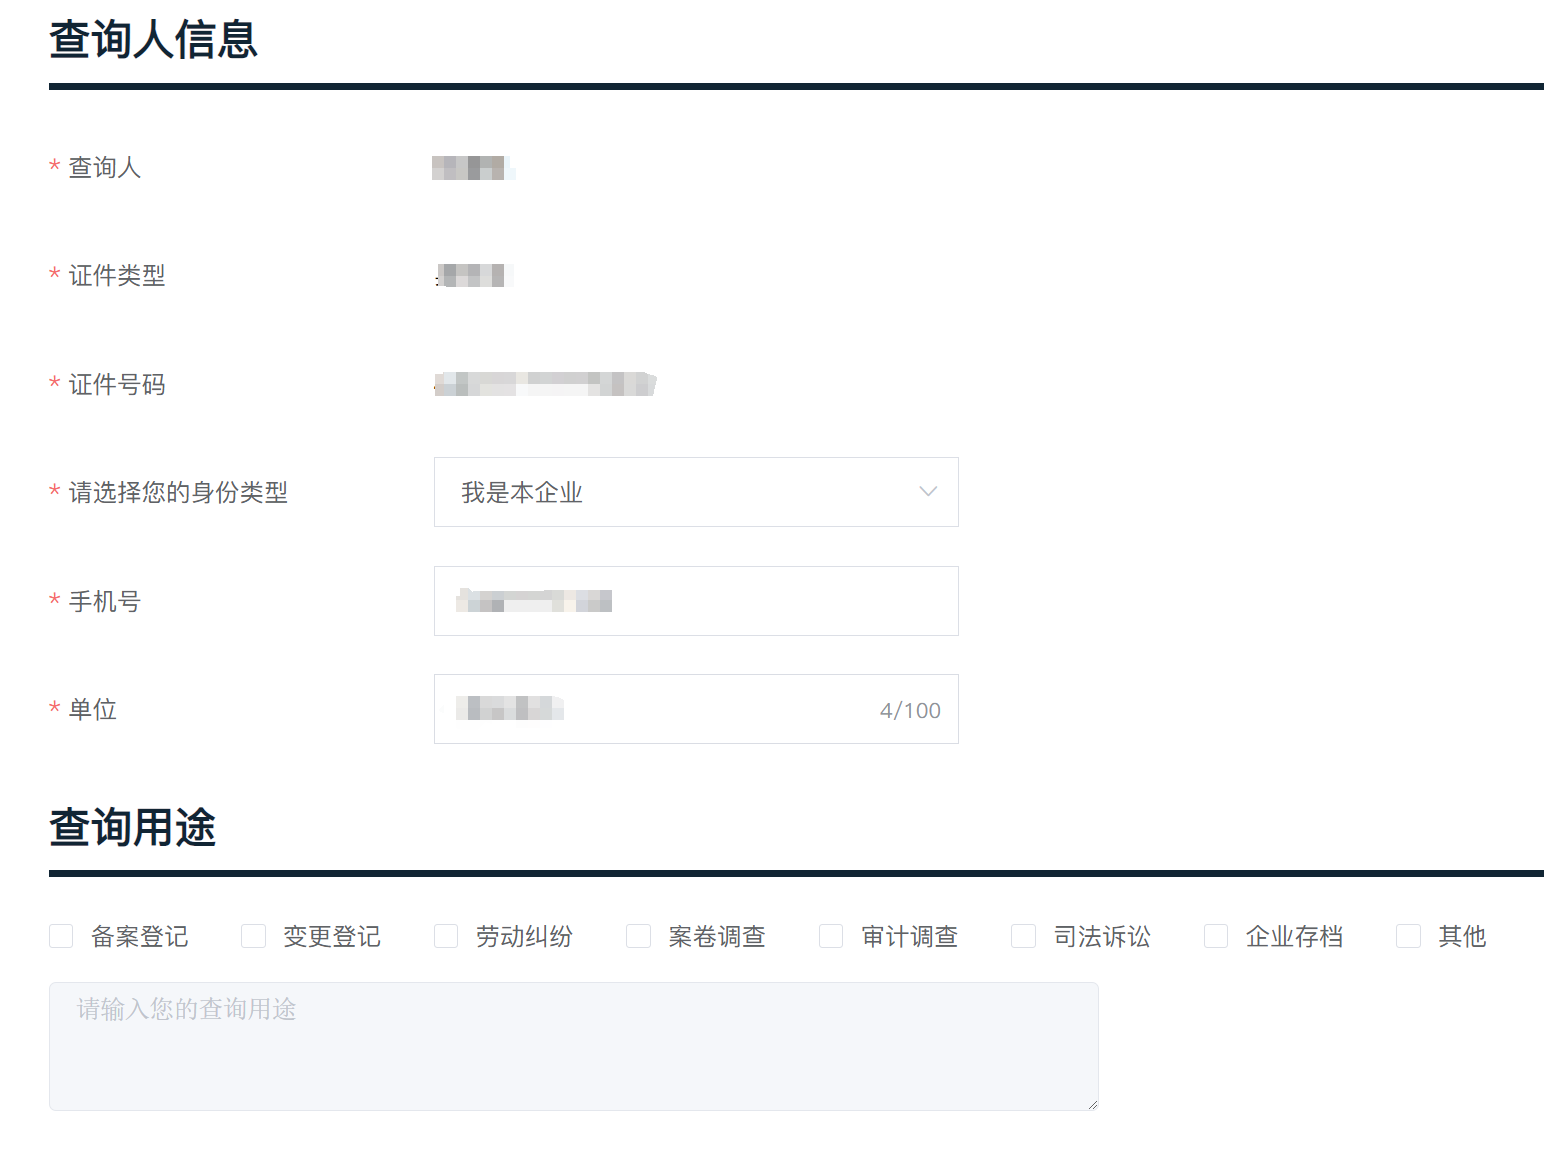 查询人信息
* 查询人
* 证件类型
* 证件号码
* 请选择您的身份类型 我是本企业
* 手机号
* 单位 4/100
查询用途
备案登记 变更登记 劳动纠纷 案卷调查 审计调查 司法诉讼 企业存档 其他
请输入您的查询用途